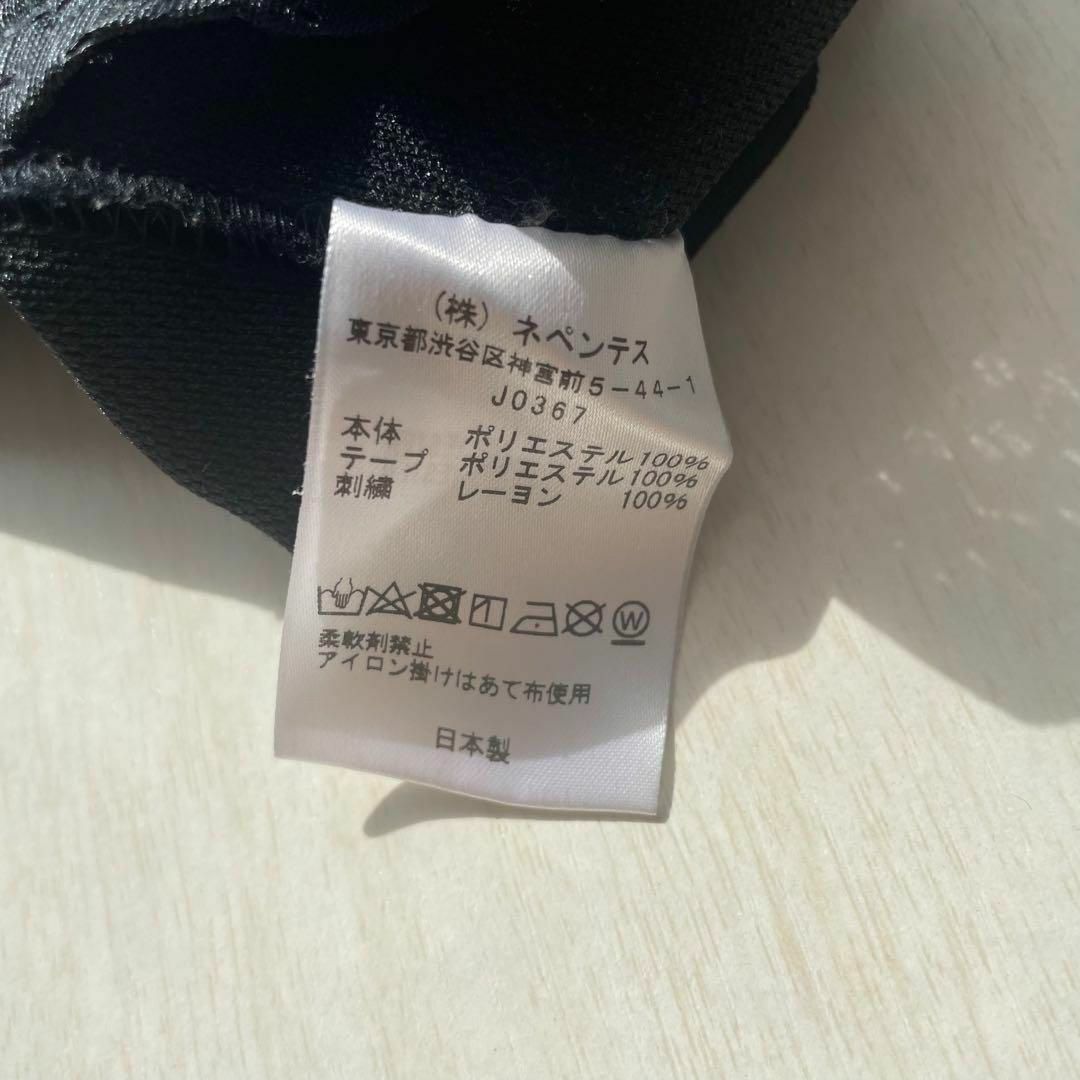 (株) ネペンテス
東京都渋谷区神宮前5-44-1
J0367
本体 ポリエステル100%
テープ ポリエステル100%
刺繍 レーヨン 100%
1 W
柔軟剤禁止
アイロン掛けはあて布使用
日本製